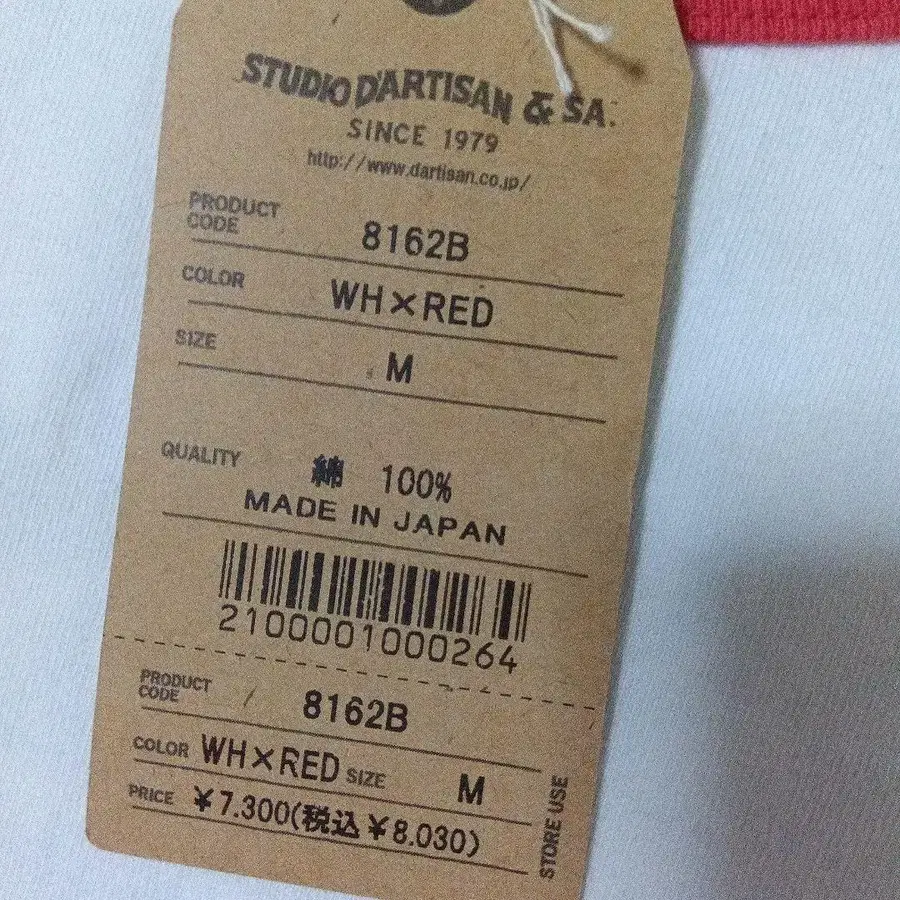 STUDIO D'ARTISAN & SA.
SINCE 1979
http://www.dartisan.co.jp/
PRODUCT CODE 8162B
COLOR WH×RED
SIZE M
QUALITY 綿 100%
MADE IN JAPAN
2100001000264
PRODUCT CODE 8162B
COLOR WH×RED SIZE M
PRICE ¥7.300(税込¥8.030)
STORE USE